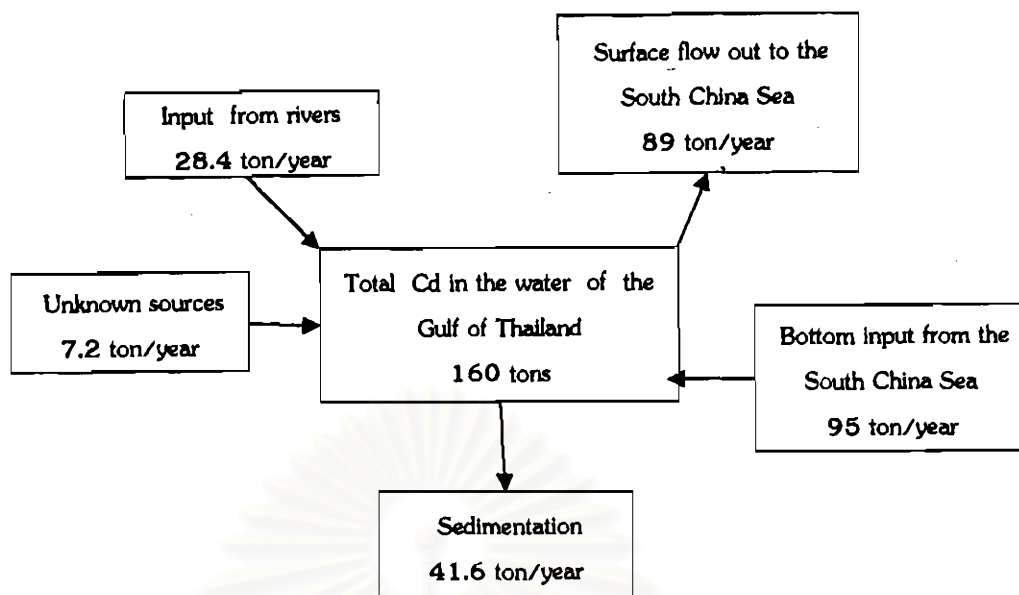 Surface flow out to the
South China Sea
89 ton/year
Input from rivers
28.4 ton/year
Unknown sources
7.2 ton/year
Total Cd in the water of the
Gulf of Thailand
160 tons
Bottom input from the
South China Sea
95 ton/year
Sedimentation
41.6 ton/year